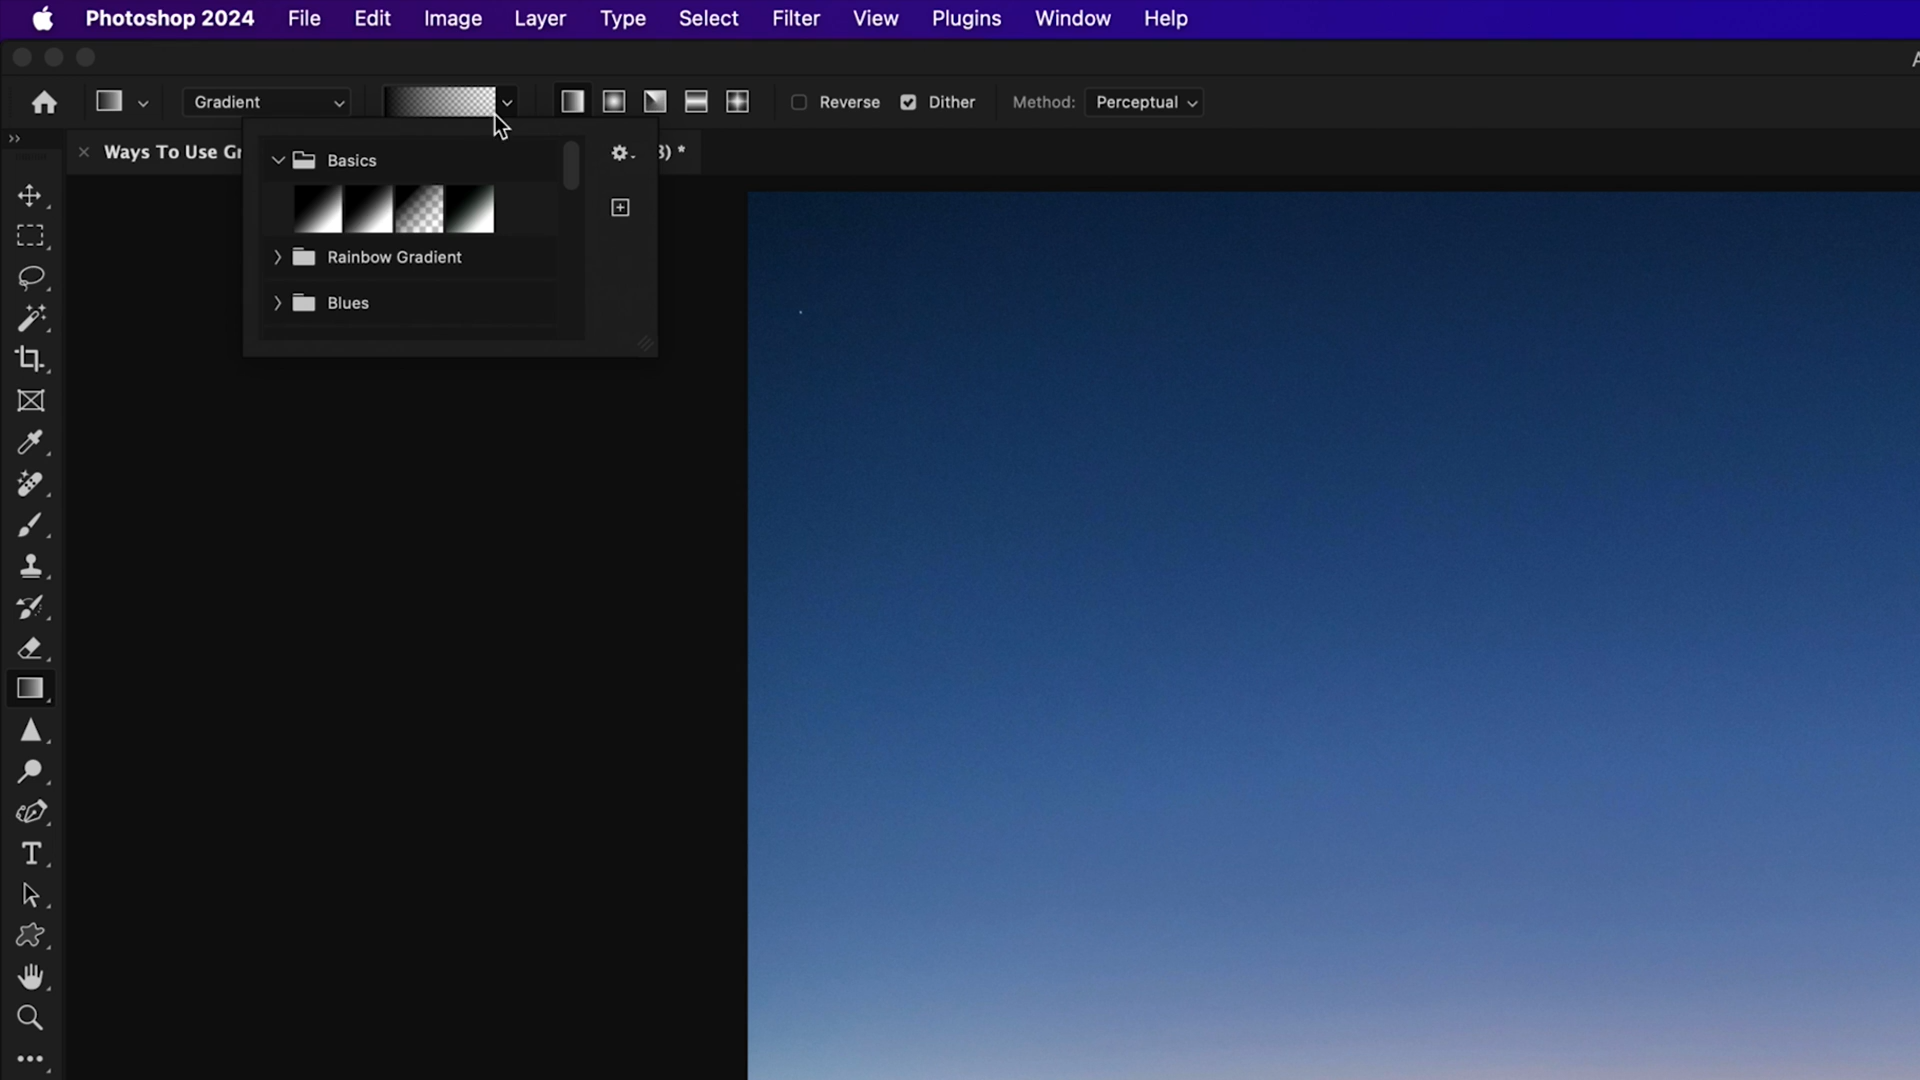 Photoshop 2024 File Edit Image Layer Type Select Filter View Plugins Window Help
Gradient Reverse Dither Method: Perceptual
Ways To Use Gr 3) *
Basics
Rainbow Gradient
Blues